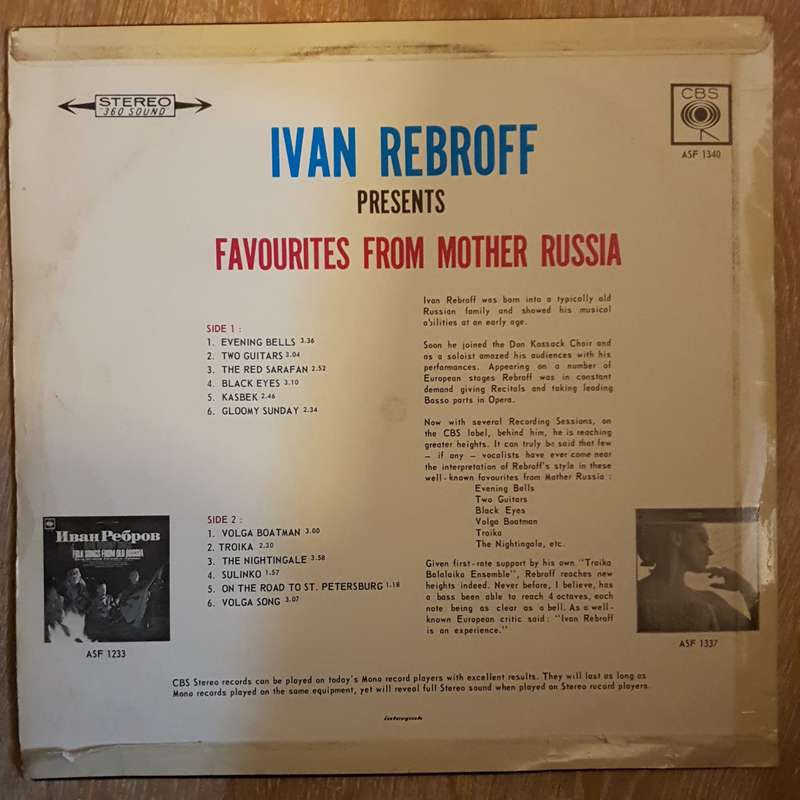 STEREO
"360 SOUND"
CBS
ASF 1340
IVAN REBROFF
PRESENTS
FAVOURITES FROM MOTHER RUSSIA
SIDE 1 :
1. EVENING BELLS 3.36
2. TWO GUITARS 3.04
3. THE RED SARAFAN 2.52
4. BLACK EYES 3.10
5. KASBEK 2.46
6. GLOOMY SUNDAY 2.34
SIDE 2 :
1. VOLGA BOATMAN 3.00
2. TROIKA 2.20
3. THE NIGHTINGALE 3.58
4. SULINKO 1.57
5. ON THE ROAD TO ST. PETERSBURG 1.18
6. VOLGA SONG 3.07
Ivan Rebroff was born into a typically old
Russian family and showed his musical
abilities at an early age.
Soon he joined the Don Kossack Choir and
as a soloist amazed his audiences with his
performances. Appearing on a number of
European stages Rebroff was in constant
demand giving Recitals and taking leading
Basso parts in Opera.
Now with several Recording Sessions, on
the CBS label, behind him, he is reaching
greater heights. It can truly be said that few
– if any – vocalists have ever come near
the interpretation of Rebroff's style in these
well-known favourites from Mother Russia :
Evening Bells
Two Guitars
Black Eyes
Volga Boatman
Troika
The Nightingale, etc.
Given first-rate support by his own "Troika
Balalaika Ensemble", Rebroff reaches new
heights indeed. Never before, I believe, has
a bass been able to reach 4 octaves, each
note being as clear as a bell. As a well-
known European critic said: "Ivan Rebroff
is an experience."
Иван Ребров
FOLK SONGS FROM OLD RUSSIA
ASF 1233
ASF 1337
CBS Stereo records can be played on today's Mono record players with excellent results. They will last as long as
Mono records played on the same equipment, yet will reveal full Stereo sound when played on Stereo record players.
interpak